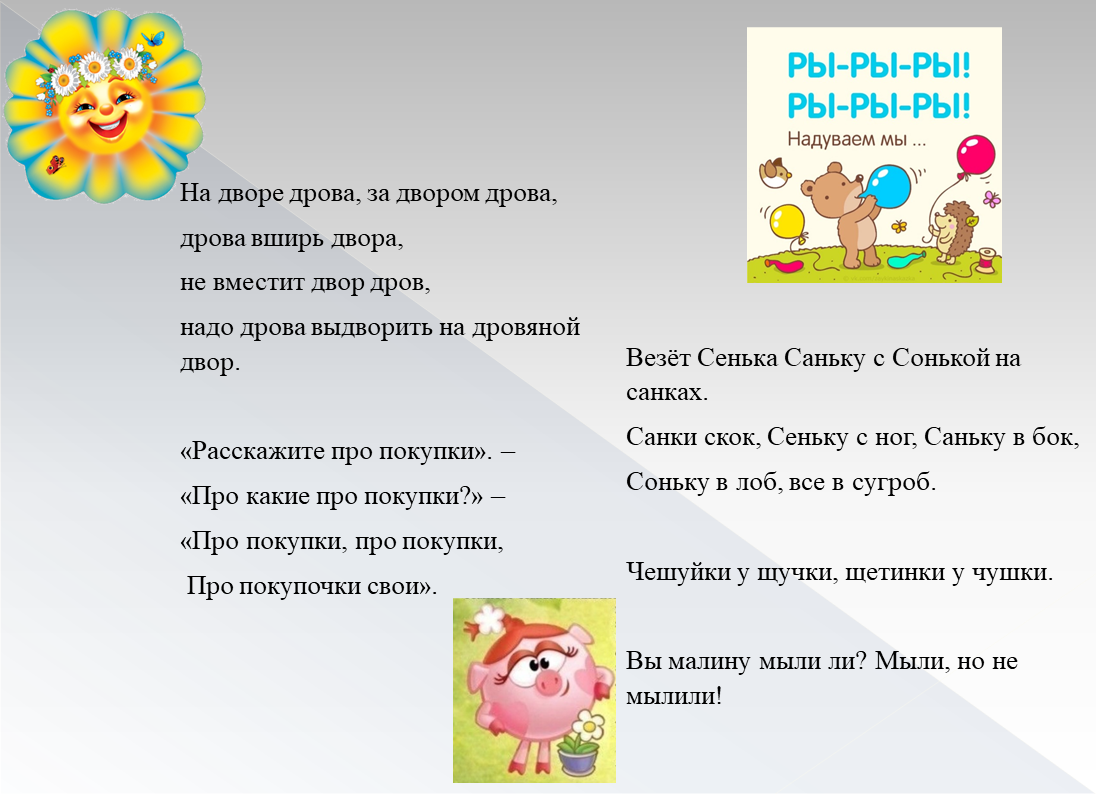 На дворе дрова, за двором дрова,
дрова вширь двора,
не вместит двор дров,
надо дрова выдворить на дровяной
двор.
«Расскажите про покупки». –
«Про какие про покупки?» –
«Про покупки, про покупки,
Про покупочки свои».
РЫ-РЫ-РЫ!
РЫ-РЫ-РЫ!
Надуваем мы ...
Везёт Сенька Саньку с Сонькой на
санках.
Санки скок, Сеньку с ног, Саньку в бок,
Соньку в лоб, все в сугроб.
Чешуйки у щучки, щетинки у чушки.
Вы малину мыли ли? Мыли, но не
мылили!